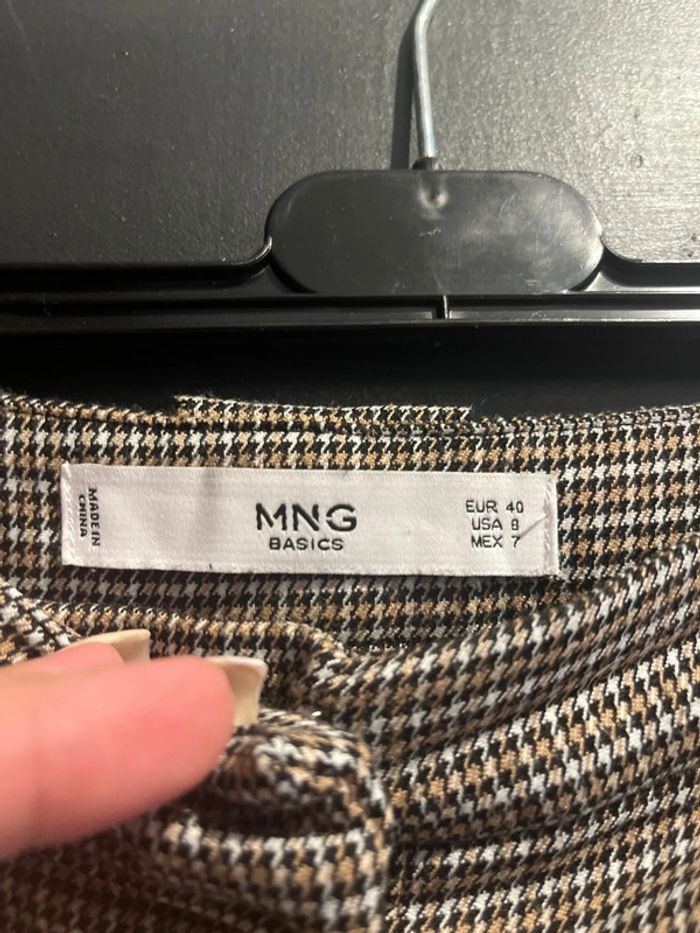 MADE IN
CHINA
MNG
BASICS
EUR 40
USA 8
MEX 7